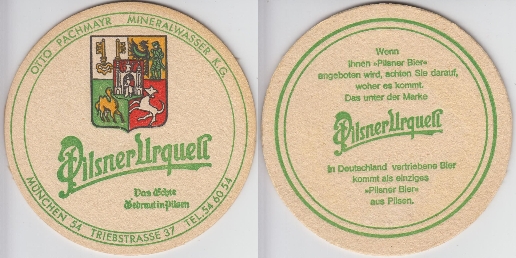 OTTO PACHMAYR MINERALWASSER K.G.
Pilsner Urquell
Das Echte
Gebraut in Pilsen
MÜNCHEN 54 TRIEBSTRASSE 37 TEL. 54 60 54
Wenn
Ihnen »Pilsner Bier«
angeboten wird, achten Sie darauf,
woher es kommt.
Das unter der Marke
Pilsner Urquell
in Deutschland vertriebene Bier
kommt als einziges
»Pilsner Bier«
aus Pilsen.